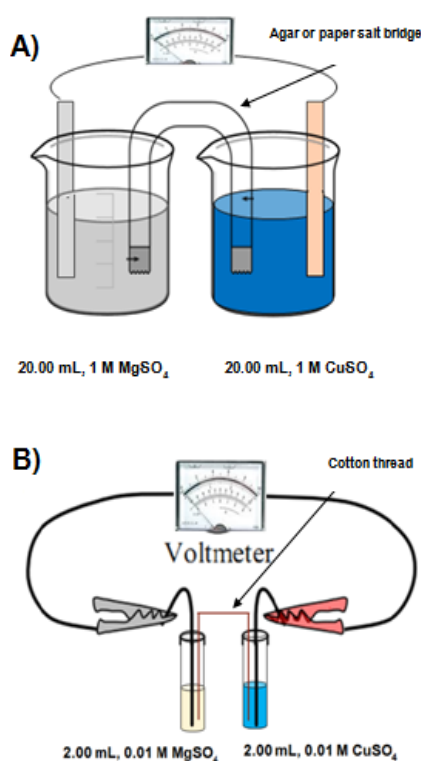 Agar or paper salt bridge
A)
20.00 mL, 1 M MgSO₄
20.00 mL, 1 M CuSO₄
B)
Cotton thread
Voltmeter
2.00 mL, 0.01 M MgSO₄
2.00 mL, 0.01 M CuSO₄